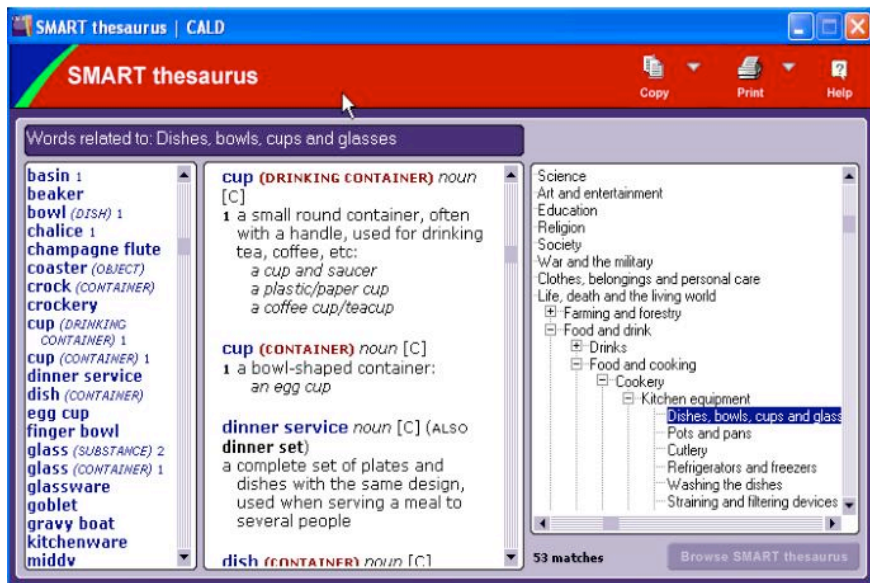 SMART thesaurus | CALD
SMART thesaurus
Copy
Print
Help
Words related to: Dishes, bowls, cups and glasses
basin 1
beaker
bowl (DISH) 1
chalice 1
champagne flute
coaster (OBJECT)
crock (CONTAINER)
crockery
cup (DRINKING
CONTAINER) 1
cup (CONTAINER) 1
dinner service
dish (CONTAINER)
egg cup
finger bowl
glass (SUBSTANCE) 2
glass (CONTAINER) 1
glassware
goblet
gravy boat
kitchenware
middy
cup (DRINKING CONTAINER) noun
[C]
1 a small round container, often
with a handle, used for drinking
tea, coffee, etc:
a cup and saucer
a plastic/paper cup
a coffee cup/teacup
cup (CONTAINER) noun [C]
1 a bowl-shaped container:
an egg cup
dinner service noun [C] (ALSO
dinner set)
a complete set of plates and
dishes with the same design,
used when serving a meal to
several people
dish (CONTAINER) noun [C]
Science
Art and entertainment
Education
Religion
Society
War and the military
Clothes, belongings and personal care
Life, death and the living world
Farming and forestry
Food and drink
Drinks
Food and cooking
Cookery
Kitchen equipment
Dishes, bowls, cups and glass
Pots and pans
Cutlery
Refrigerators and freezers
Washing the dishes
Straining and filtering devices
53 matches
Browse SMART thesaurus